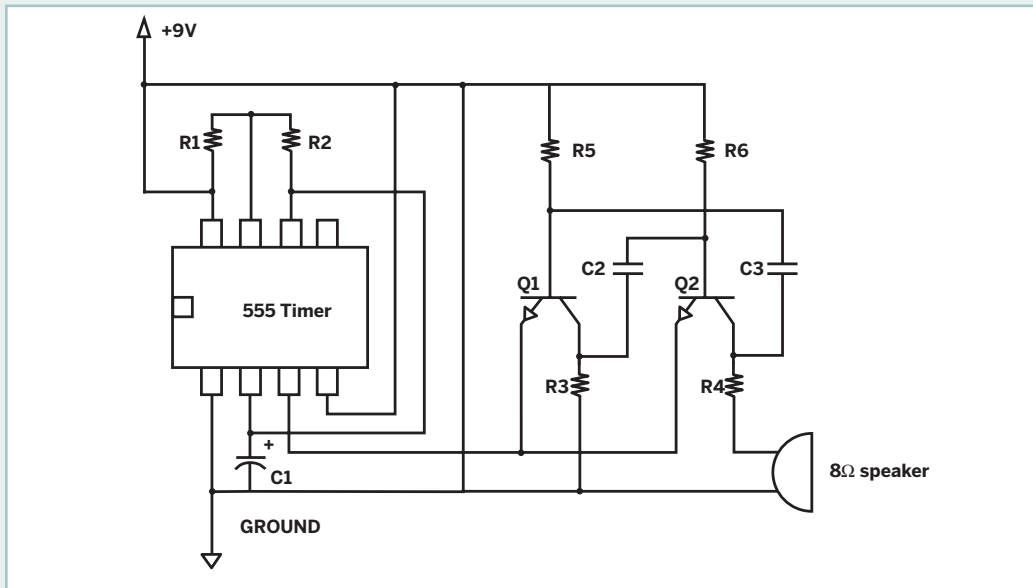 +9V
R1
R2
R5
R6
C2
C3
Q1
Q2
555 Timer
R3
R4
+
C1
8Ω speaker
GROUND